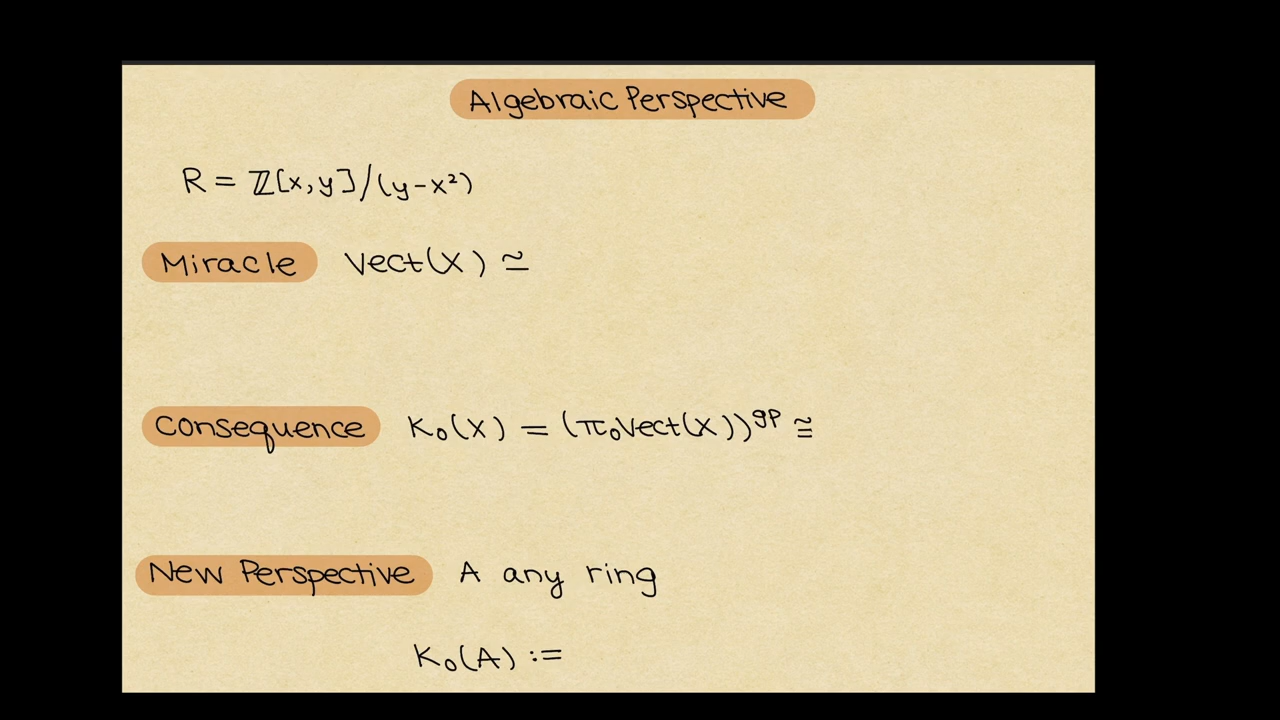 Algebraic Perspective
R = ℤ[x,y]/(y-x²)
Miracle Vect(X) ≃
Consequence K₀(X) = (π₀Vect(X))ᵍᵖ ≅
New Perspective A any ring
K₀(A) :=